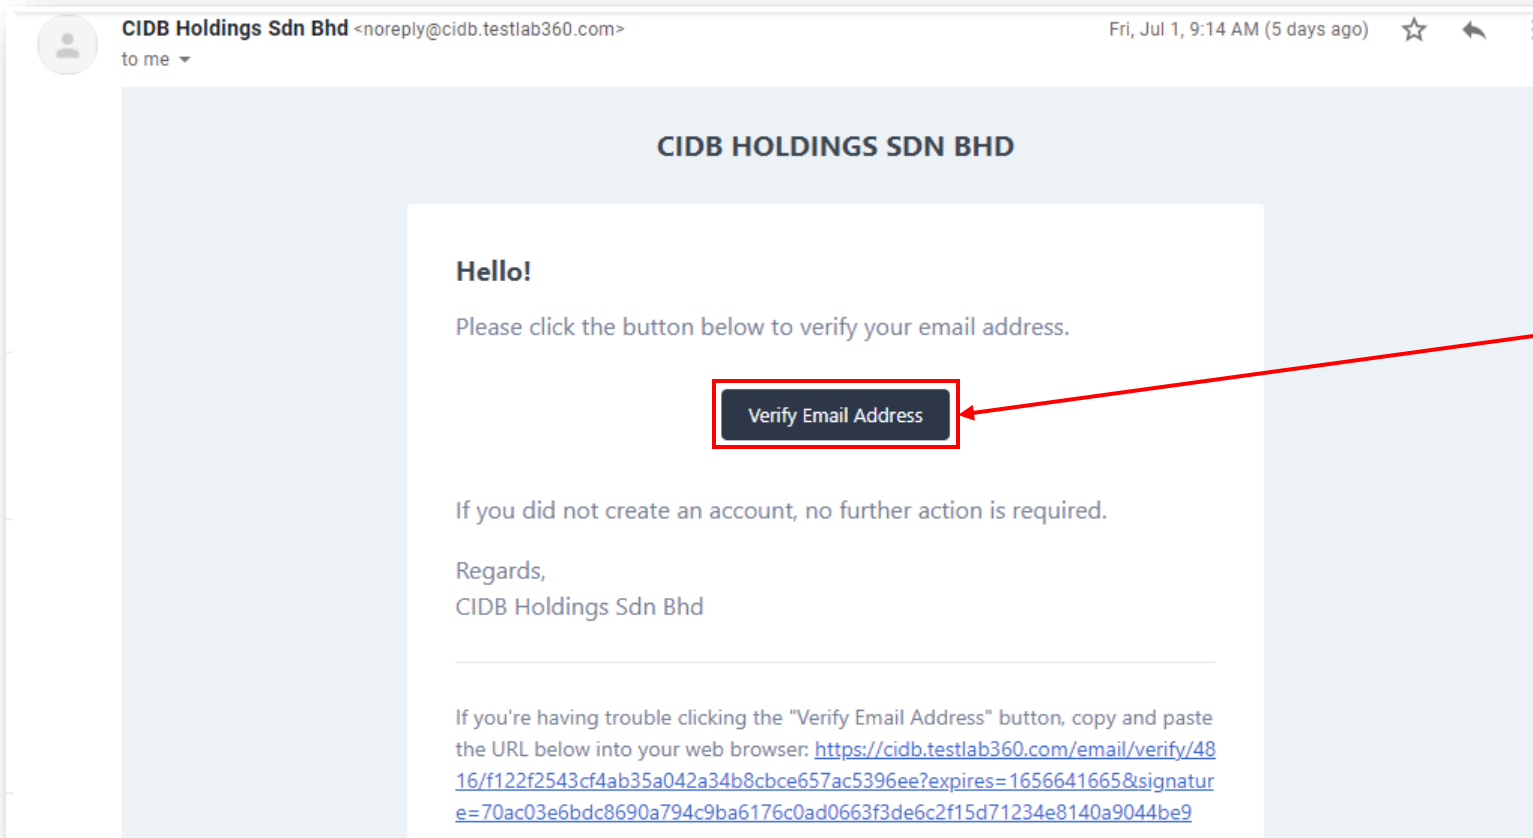 CIDB Holdings Sdn Bhd <noreply@cidb.testlab360.com>
Fri, Jul 1, 9:14 AM (5 days ago)
to me
CIDB HOLDINGS SDN BHD
Hello!
Please click the button below to verify your email address.
Verify Email Address
If you did not create an account, no further action is required.
Regards,
CIDB Holdings Sdn Bhd
If you're having trouble clicking the "Verify Email Address" button, copy and paste
the URL below into your web browser: https://cidb.testlab360.com/email/verify/48
16/f122f2543cf4ab35a042a34b8cbce657ac5396ee?expires=1656641665&signatur
e=70ac03e6bdc8690a794c9ba6176c0ad0663f3de6c2f15d71234e8140a9044be9